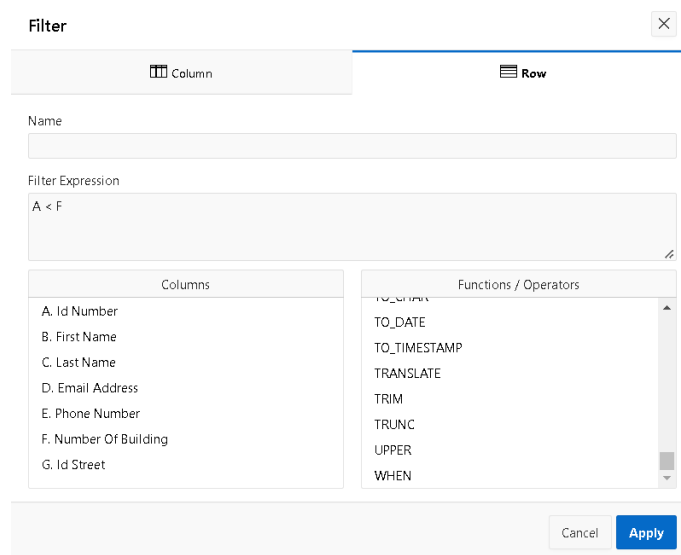 Filter
Column
Row
Name
Filter Expression
A < F
Columns
Functions / Operators
A. Id Number
B. First Name
C. Last Name
D. Email Address
E. Phone Number
F. Number Of Building
G. Id Street
TO_CHAR
TO_DATE
TO_TIMESTAMP
TRANSLATE
TRIM
TRUNC
UPPER
WHEN
Cancel
Apply